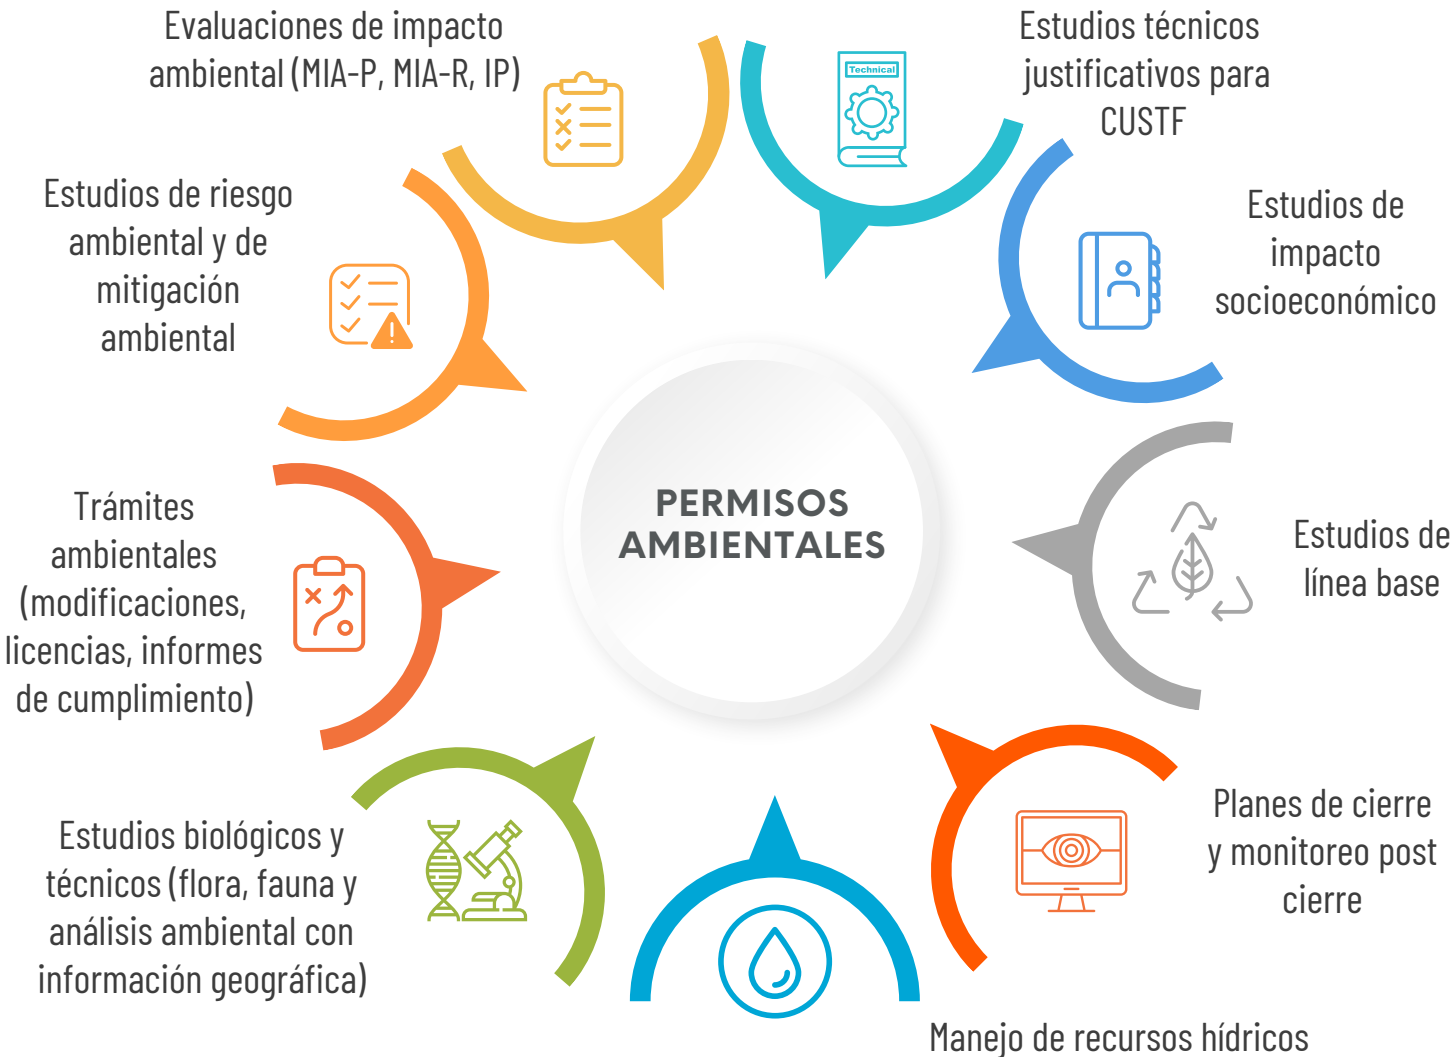 Evaluaciones de impacto
ambiental (MIA-P, MIA-R, IP)
Technical
Estudios técnicos
justificativos para
CUSTF
Estudios de riesgo
ambiental y de
mitigación
ambiental
Estudios de
impacto
socioeconómico
PERMISOS
AMBIENTALES
Trámites
ambientales
(modificaciones,
licencias, informes
de cumplimiento)
Estudios de
línea base
Estudios biológicos y
técnicos (flora, fauna y
análisis ambiental con
información geográfica)
Planes de cierre
y monitoreo post
cierre
Manejo de recursos hídricos